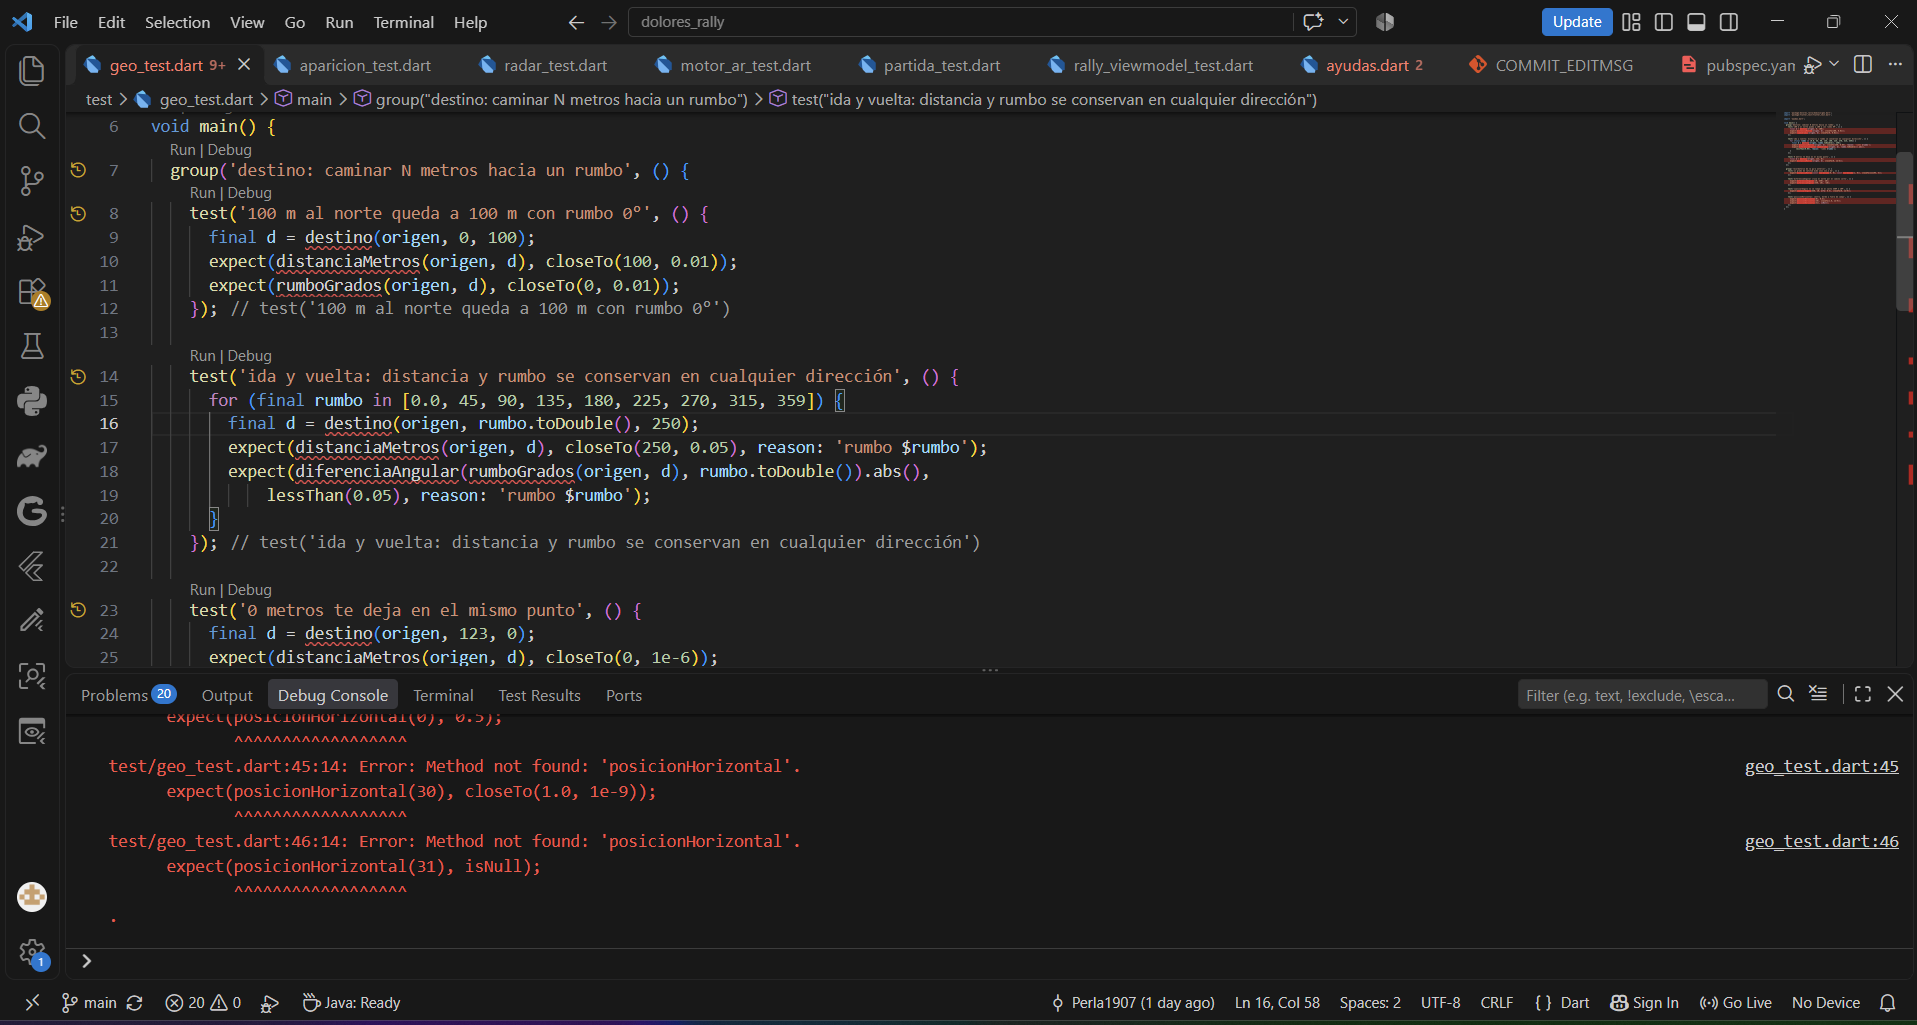 File Edit Selection View Go Run Terminal Help
dolores_rally
Update
geo_test.dart 9+
aparicion_test.dart
radar_test.dart
motor_ar_test.dart
partida_test.dart
rally_viewmodel_test.dart
ayudas.dart 2
COMMIT_EDITMSG
pubspec.yan
test > geo_test.dart > main > group("destino: caminar N metros hacia un rumbo") > test("ida y vuelta: distancia y rumbo se conservan en cualquier dirección")
6 void main() {
Run | Debug
7 group('destino: caminar N metros hacia un rumbo', () {
Run | Debug
8 test('100 m al norte queda a 100 m con rumbo 0°', () {
9 final d = destino(origen, 0, 100);
10 expect(distanciaMetros(origen, d), closeTo(100, 0.01));
11 expect(rumboGrados(origen, d), closeTo(0, 0.01));
12 }); // test('100 m al norte queda a 100 m con rumbo 0°')
13
Run | Debug
14 test('ida y vuelta: distancia y rumbo se conservan en cualquier dirección', () {
15 for (final rumbo in [0.0, 45, 90, 135, 180, 225, 270, 315, 359]) {
16 final d = destino(origen, rumbo.toDouble(), 250);
17 expect(distanciaMetros(origen, d), closeTo(250, 0.05), reason: 'rumbo $rumbo');
18 expect(diferenciaAngular(rumboGrados(origen, d), rumbo.toDouble()).abs(),
19 lessThan(0.05), reason: 'rumbo $rumbo');
20 }
21 }); // test('ida y vuelta: distancia y rumbo se conservan en cualquier dirección')
22
Run | Debug
23 test('0 metros te deja en el mismo punto', () {
24 final d = destino(origen, 123, 0);
25 expect(distanciaMetros(origen, d), closeTo(0, 1e-6));
Problems 20 Output Debug Console Terminal Test Results Ports
Filter (e.g. text, !exclude, \esca...
expect(posicionHorizontal(0), 0.5);
^^^^^^^^^^^^^^^^^^
test/geo_test.dart:45:14: Error: Method not found: 'posicionHorizontal'.
geo_test.dart:45
expect(posicionHorizontal(30), closeTo(1.0, 1e-9));
^^^^^^^^^^^^^^^^^^
test/geo_test.dart:46:14: Error: Method not found: 'posicionHorizontal'.
geo_test.dart:46
expect(posicionHorizontal(31), isNull);
^^^^^^^^^^^^^^^^^^
.
>
1
main 20 0 Java: Ready
Perla1907 (1 day ago) Ln 16, Col 58 Spaces: 2 UTF-8 CRLF { } Dart Sign In Go Live No Device